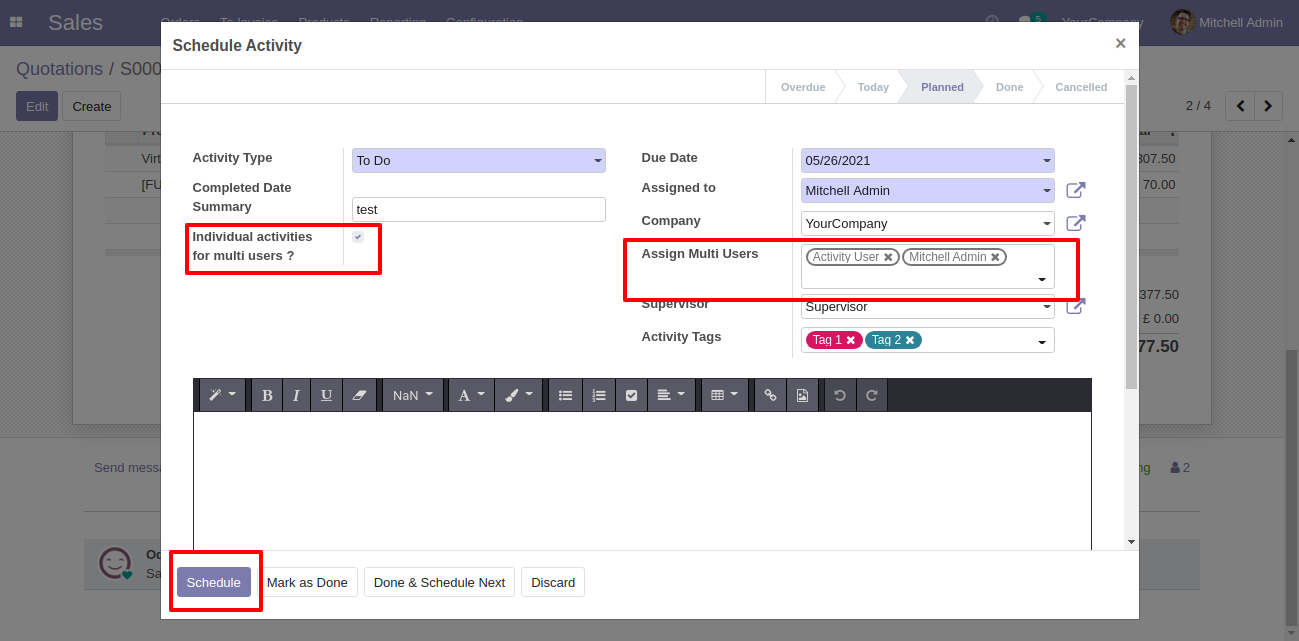 Sales
Orders To Invoice Products Reporting Configuration
5 YourCompany Mitchell Admin
Quotations / S000
Edit Create
2 / 4
Schedule Activity ×
Overdue Today Planned Done Cancelled
Activity Type To Do
Completed Date
Summary test
Individual activities
for multi users ?
Due Date 05/26/2021
Assigned to Mitchell Admin
Company YourCompany
Assign Multi Users Activity User Mitchell Admin
Supervisor Supervisor
Activity Tags Tag 1 Tag 2
Virt
[FU
307.50
70.00
377.50
£ 0.00
77.50
B I U NaN A
Send messa
ng 2
Od
Sa
Schedule Mark as Done Done & Schedule Next Discard